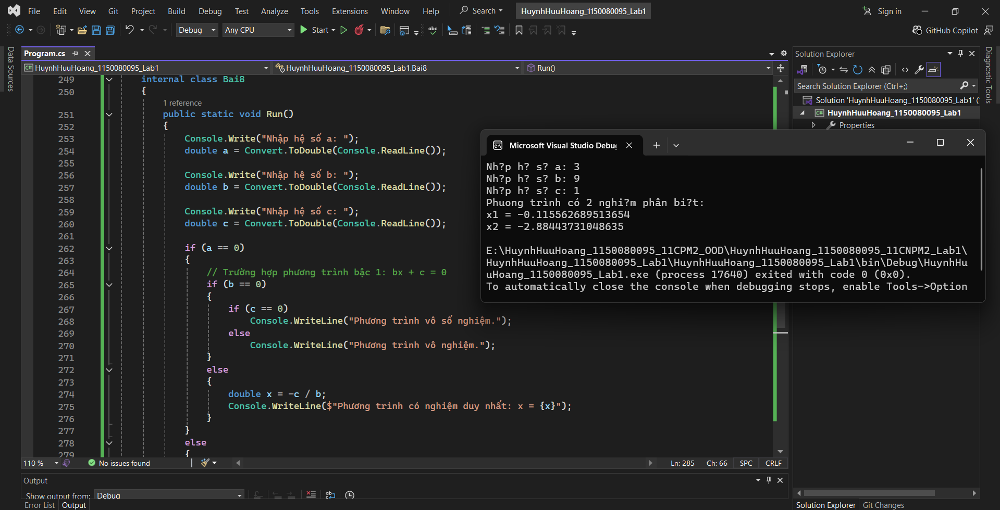 File Edit View Git Project Build Debug Test Analyze Tools Extensions Window Help Search HuynhHuuHoang_1150080095_Lab1 Sign in
Debug Any CPU Start GitHub Copilot
Data Sources
Program.cs
HuynhHuuHoang_1150080095_Lab1 HuynhHuuHoang_1150080095_Lab1.Bai8 Run()
249 internal class Bai8
250 {
1 reference
251 public static void Run()
252 {
253 Console.Write("Nhập hệ số a: ");
254 double a = Convert.ToDouble(Console.ReadLine());
255
256 Console.Write("Nhập hệ số b: ");
257 double b = Convert.ToDouble(Console.ReadLine());
258
259 Console.Write("Nhập hệ số c: ");
260 double c = Convert.ToDouble(Console.ReadLine());
261
262 if (a == 0)
263 {
264 // Trường hợp phương trình bậc 1: bx + c = 0
265 if (b == 0)
266 {
267 if (c == 0)
268 Console.WriteLine("Phương trình vô số nghiệm.");
269 else
270 Console.WriteLine("Phương trình vô nghiệm.");
271 }
272 else
273 {
274 double x = -c / b;
275 Console.WriteLine($"Phương trình có nghiệm duy nhất: x = {x}");
276 }
277 }
278 else
279 {
110 % No issues found Ln: 285 Ch: 66 SPC CRLF
Output
Show output from: Debug
Error List Output
Microsoft Visual Studio Debug
Nh?p h? s? a: 3
Nh?p h? s? b: 9
Nh?p h? s? c: 1
Phuong trình có 2 nghi?m phân bi?t:
x1 = -0.115562689513654
x2 = -2.88443731048635
E:\HuynhHuuHoang_1150080095_11CPM2_OOD\HuynhHuuHoang_1150080095_11CNPM2_Lab1\
HuynhHuuHoang_1150080095_Lab1\HuynhHuuHoang_1150080095_Lab1\bin\Debug\HuynhHu
uHoang_1150080095_Lab1.exe (process 17640) exited with code 0 (0x0).
To automatically close the console when debugging stops, enable Tools->Option
Solution Explorer
Search Solution Explorer (Ctrl+;)
Solution 'HuynhHuuHoang_1150080095_Lab1' (
HuynhHuuHoang_1150080095_Lab1
Properties
Solution Explorer Git Changes
Diagnostic Tools